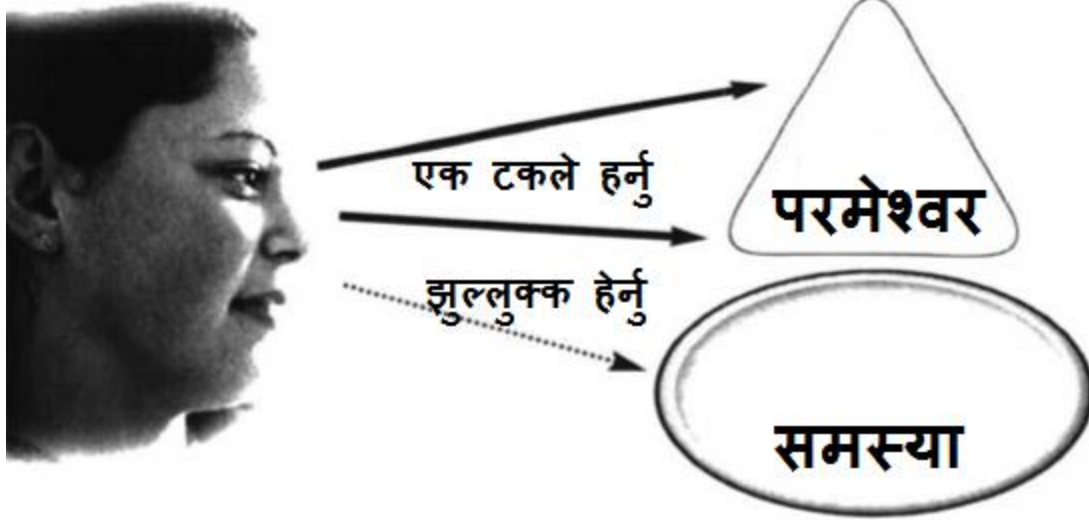 एक टकले हर्नु
परमेश्वर
झुल्लुक्क हेर्नु
समस्या